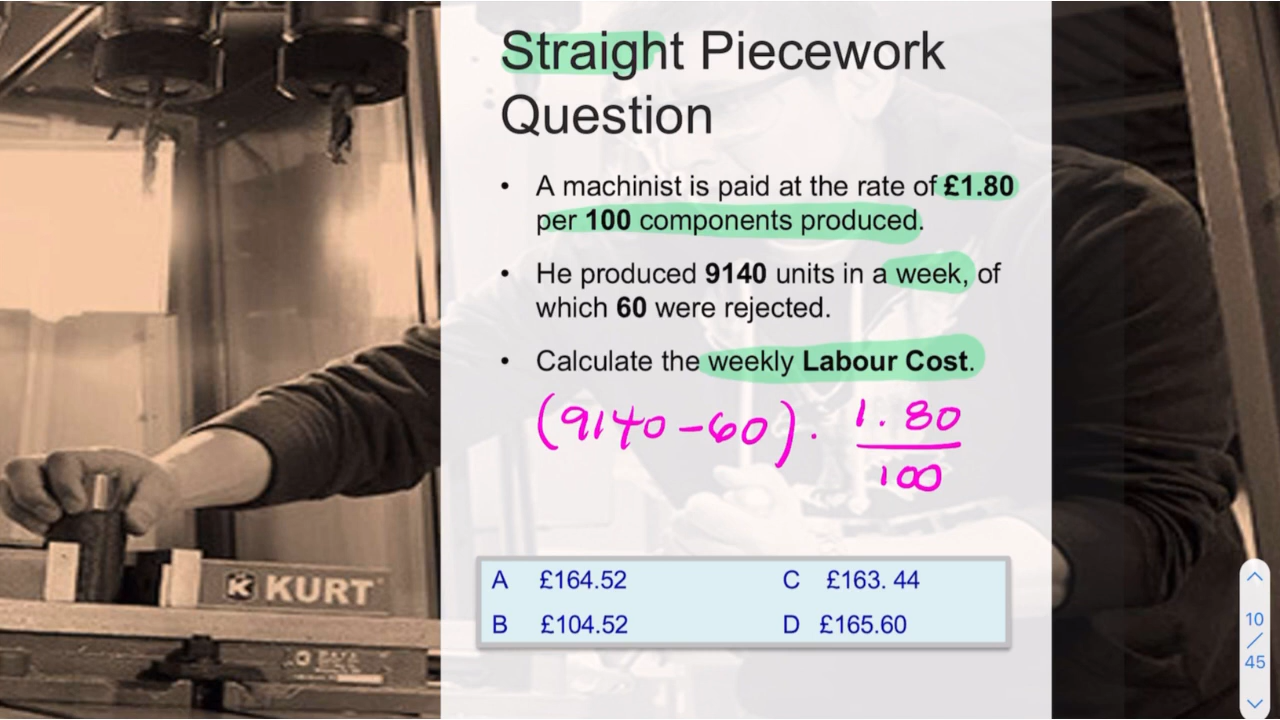 Straight Piecework
Question
• A machinist is paid at the rate of £1.80
per 100 components produced.
• He produced 9140 units in a week, of
which 60 were rejected.
• Calculate the weekly Labour Cost.
(9140-60) . 1.80
100
A £164.52 C £163. 44
B £104.52 D £165.60
KURT
10
/
45